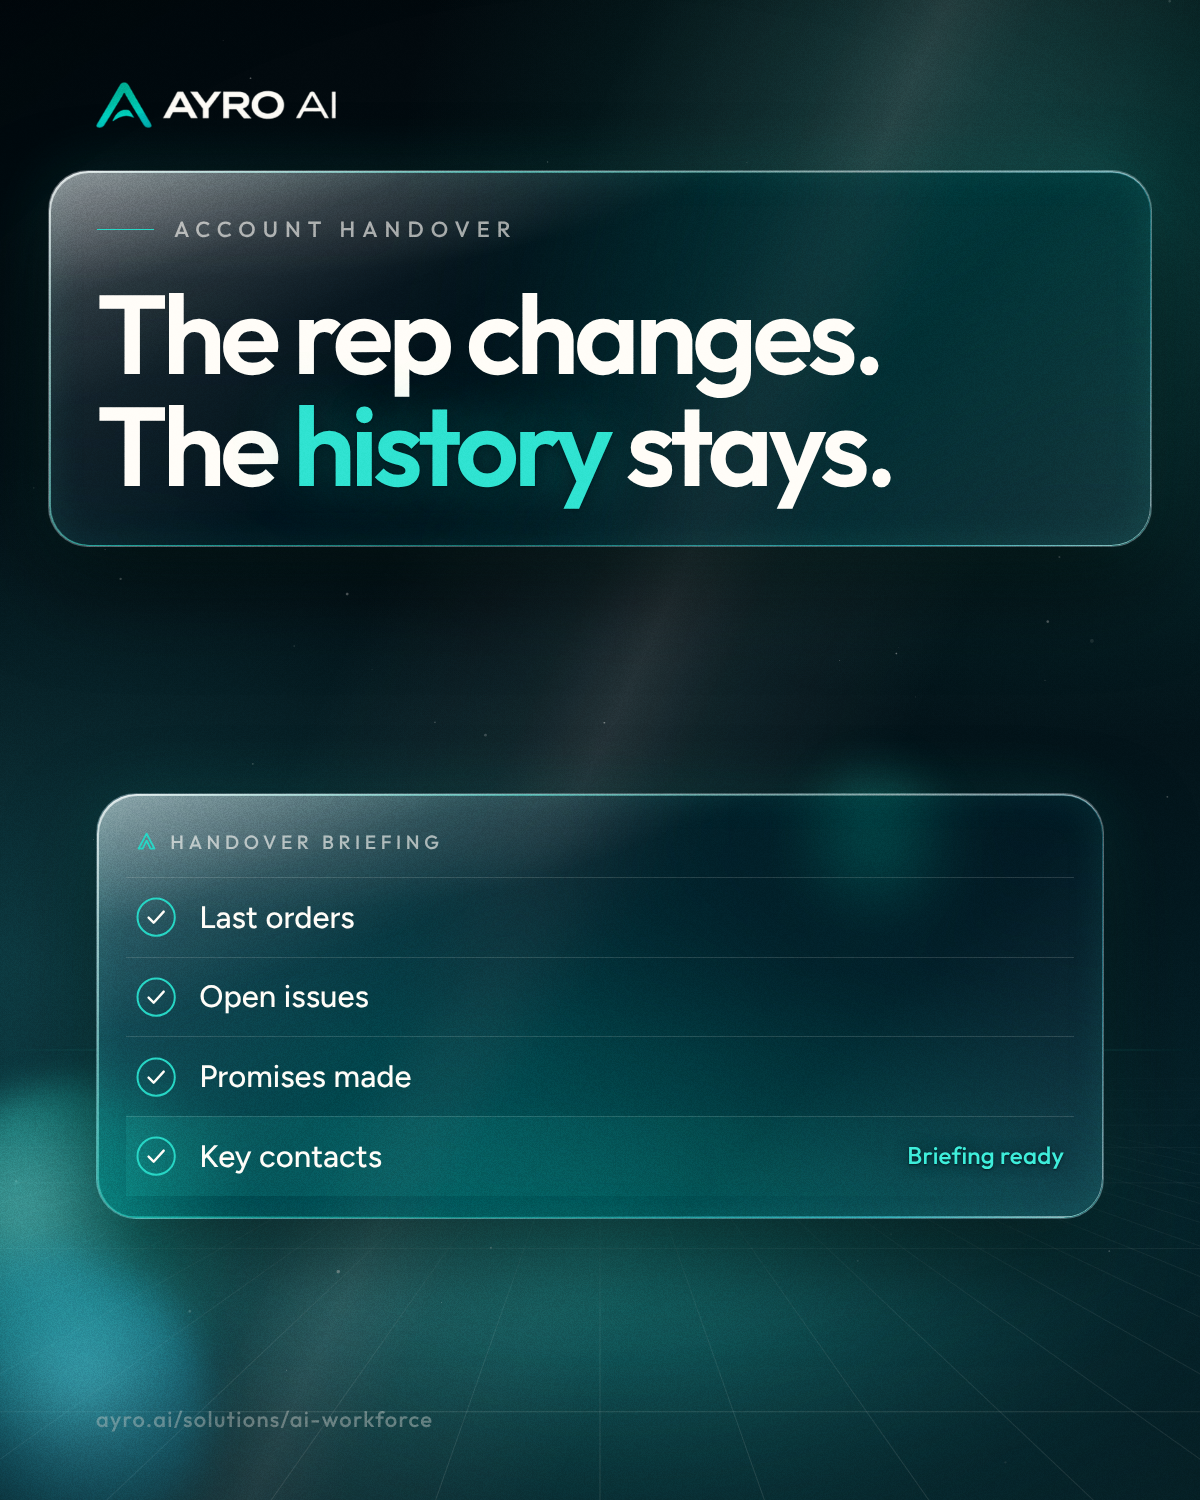 AYRO AI
ACCOUNT HANDOVER
The rep changes.
The history stays.
HANDOVER BRIEFING
Last orders
Open issues
Promises made
Key contacts
Briefing ready
ayro.ai/solutions/ai-workforce